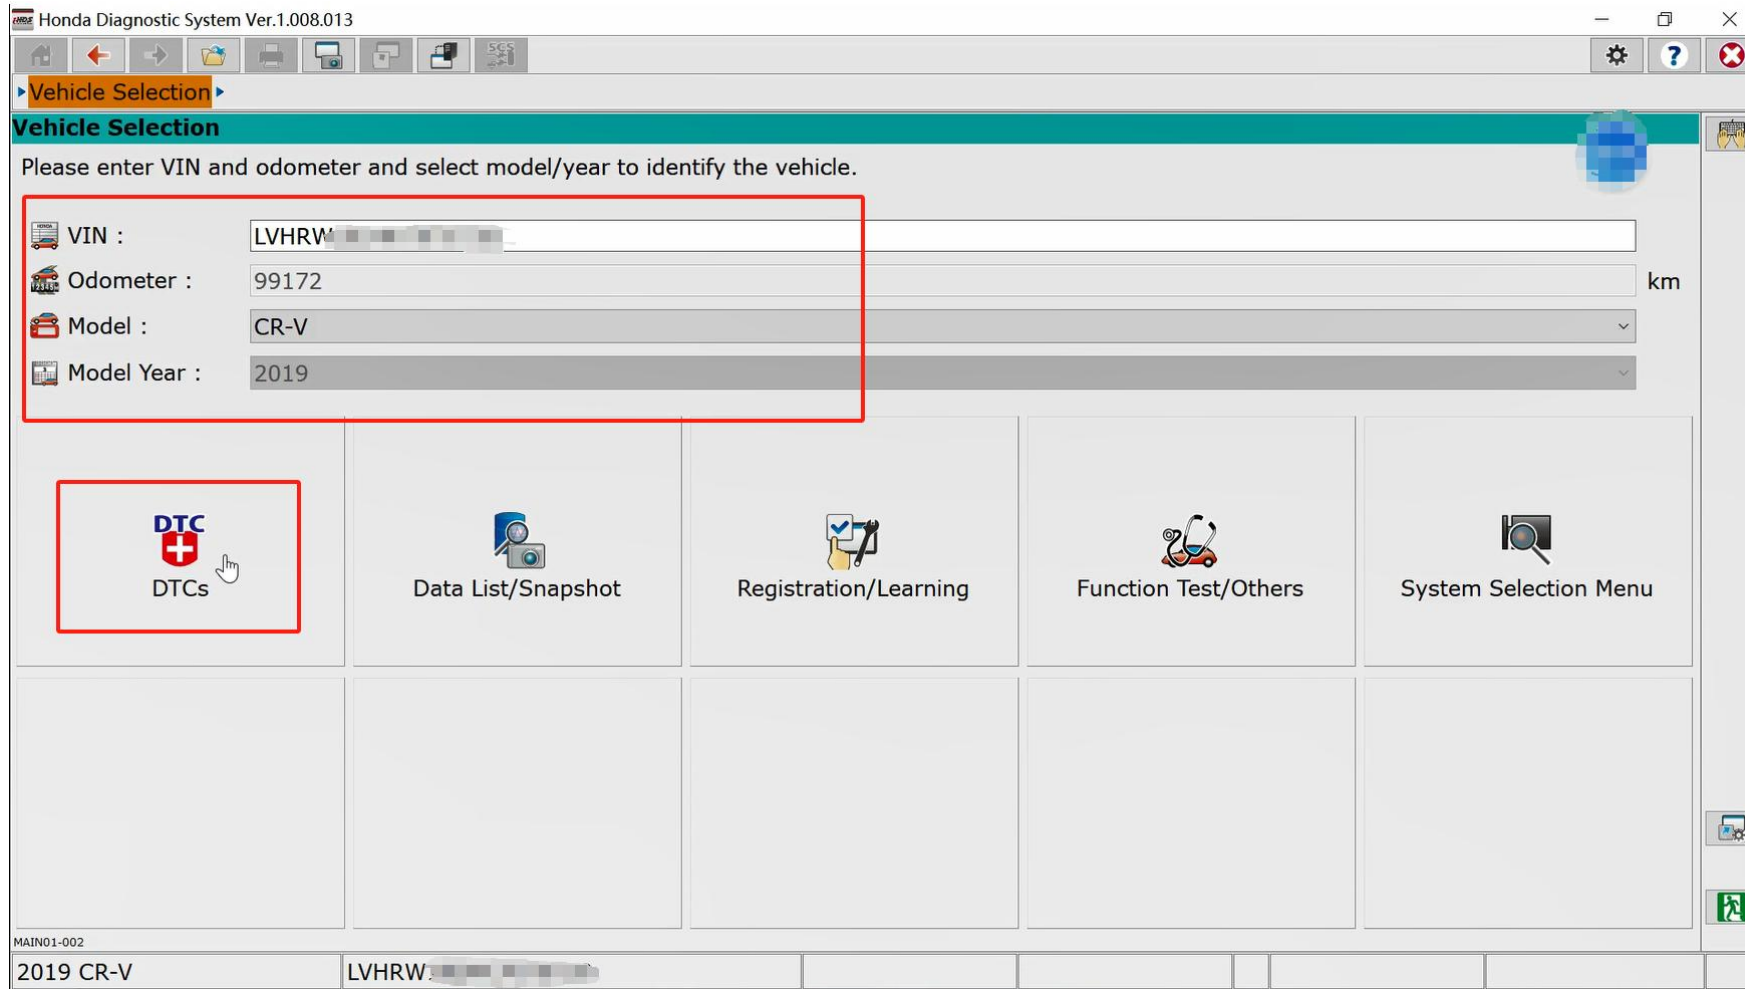 Honda Diagnostic System Ver.1.008.013
SCS
Vehicle Selection
Vehicle Selection
Please enter VIN and odometer and select model/year to identify the vehicle.
VIN :
LVHRW
Odometer :
99172
km
Model :
CR-V
Model Year :
2019
DTC
DTCs
Data List/Snapshot
Registration/Learning
Function Test/Others
System Selection Menu
MAIN01-002
2019 CR-V
LVHRW